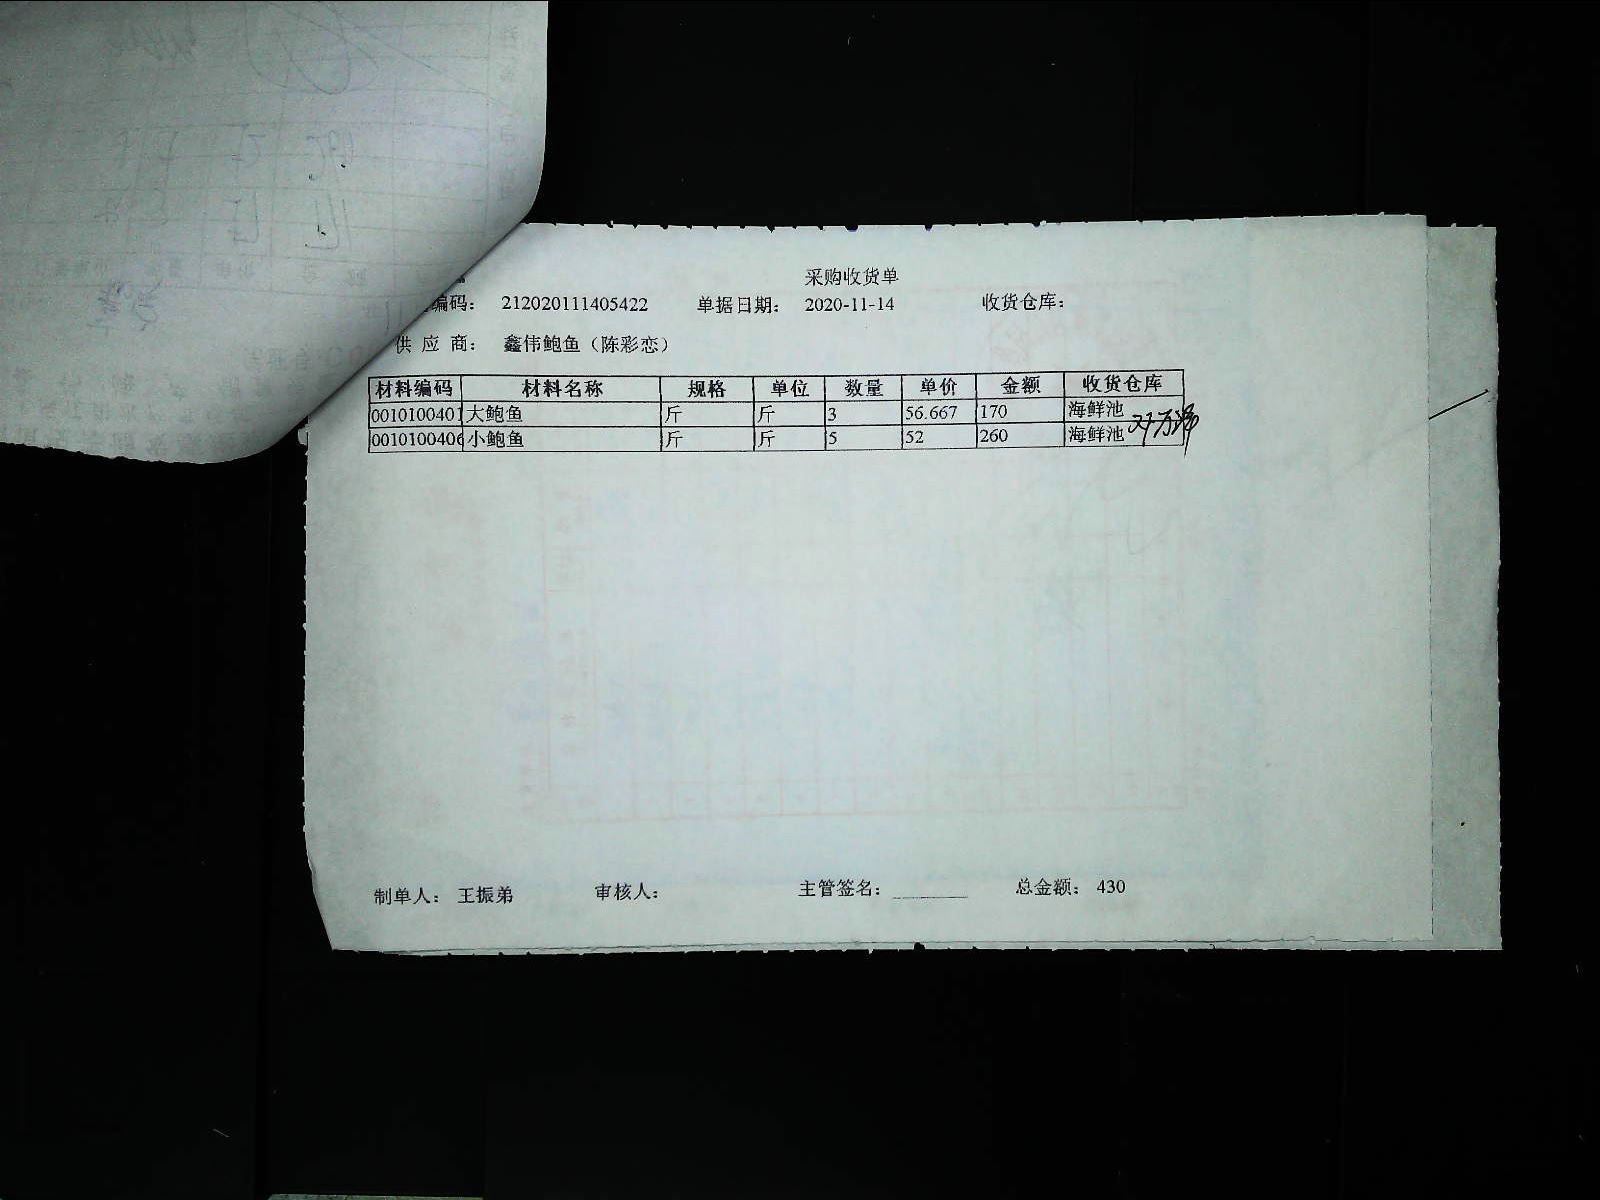 采购收货单
编码： 212020111405422 单据日期： 2020-11-14 收货仓库：
供 应 商： 鑫伟鲍鱼（陈彩恋）
材料编码 材料名称 规格 单位 数量 单价 金额 收货仓库
0010100401 大鲍鱼 斤 斤 3 56.667 170 海鲜池
0010100406 小鲍鱼 斤 斤 5 52 260 海鲜池
制单人： 王振弟 审核人： 主管签名： 总金额： 430